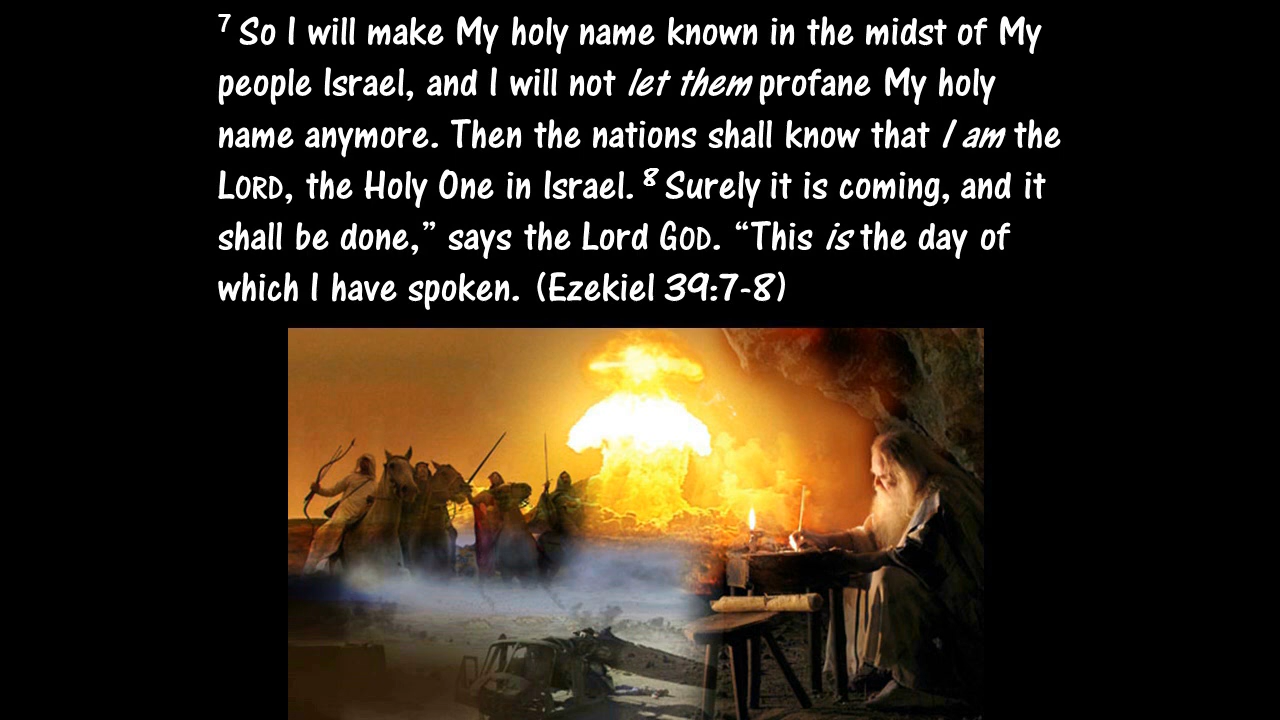 ⁷ So I will make My holy name known in the midst of My
people Israel, and I will not let them profane My holy
name anymore. Then the nations shall know that I am the
LORD, the Holy One in Israel. ⁸ Surely it is coming, and it
shall be done,” says the Lord GOD. “This is the day of
which I have spoken. (Ezekiel 39:7-8)